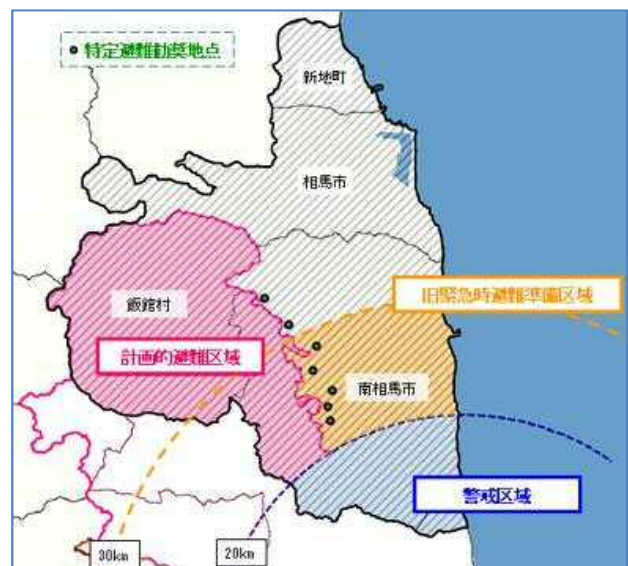 特定避難勧奨地点
新地町
相馬市
旧緊急時避難準備区域
飯舘村
計画的避難区域
南相馬市
警戒区域
30km
20km